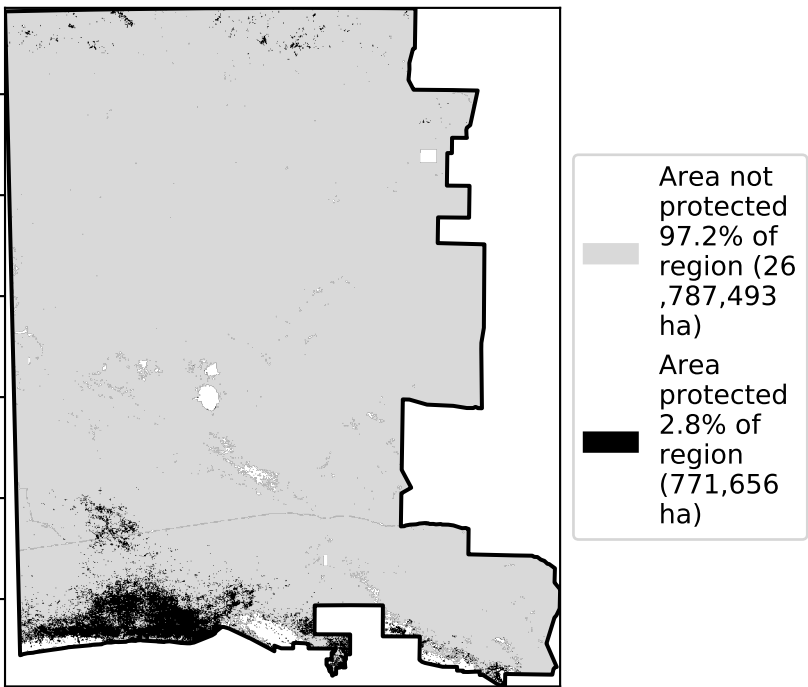 Area not
protected
97.2% of
region (26
,787,493
ha)
Area
protected
2.8% of
region
(771,656
ha)